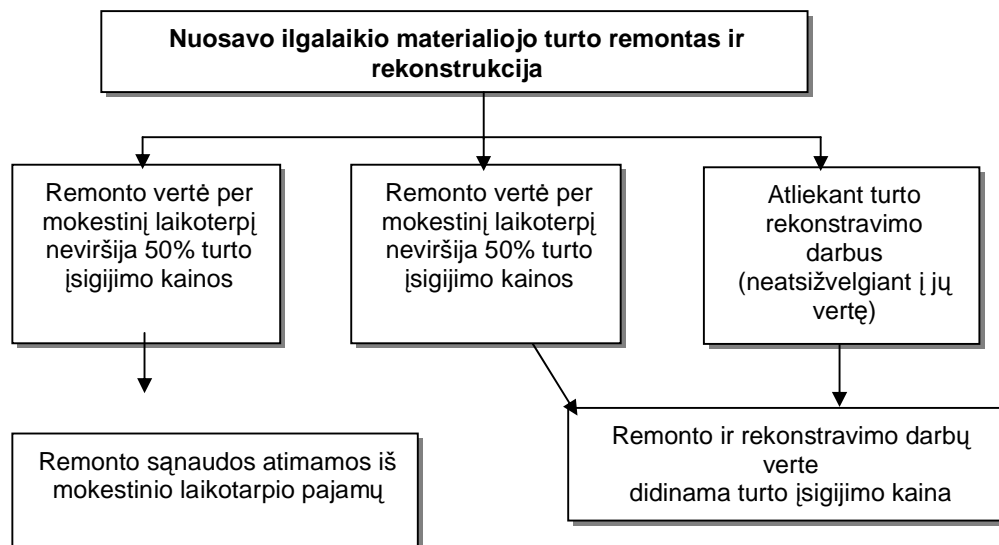 Nuosavo ilgalaikio materialiojo turto remontas ir
rekonstrukcija
Remonto vertė per
mokestinį laikoterpį
neviršija 50% turto
įsigijimo kainos
Remonto vertė per
mokestinį laikoterpį
neviršija 50% turto
įsigijimo kainos
Atliekant turto
rekonstravimo
darbus
(neatsižvelgiant į jų
vertę)
Remonto sąnaudos atimamos iš
mokestinio laikotarpio pajamų
Remonto ir rekonstravimo darbų
verte
didinama turto įsigijimo kaina